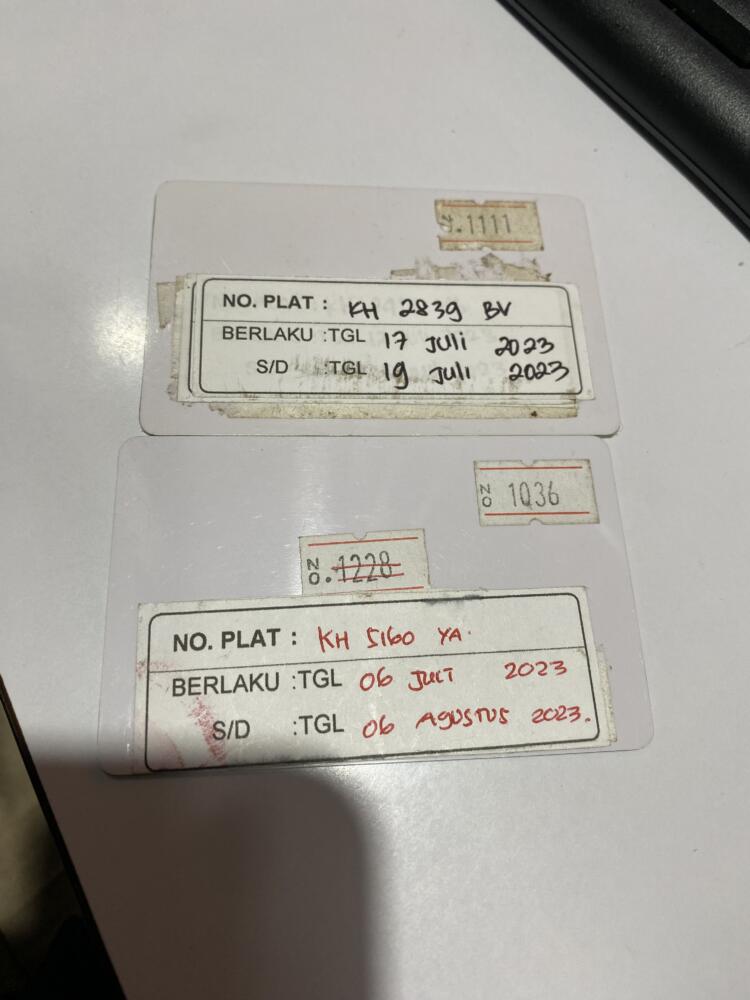 .1111
NO. PLAT : KH 2839 BV
BERLAKU :TGL 17 JULI 2023
S/D :TGL 19 JULI 2023
NO 1036
NO. 1228
NO. PLAT : KH 5160 YA.
BERLAKU :TGL 06 JULI 2023
S/D :TGL 06 AGUSTUS 2023.